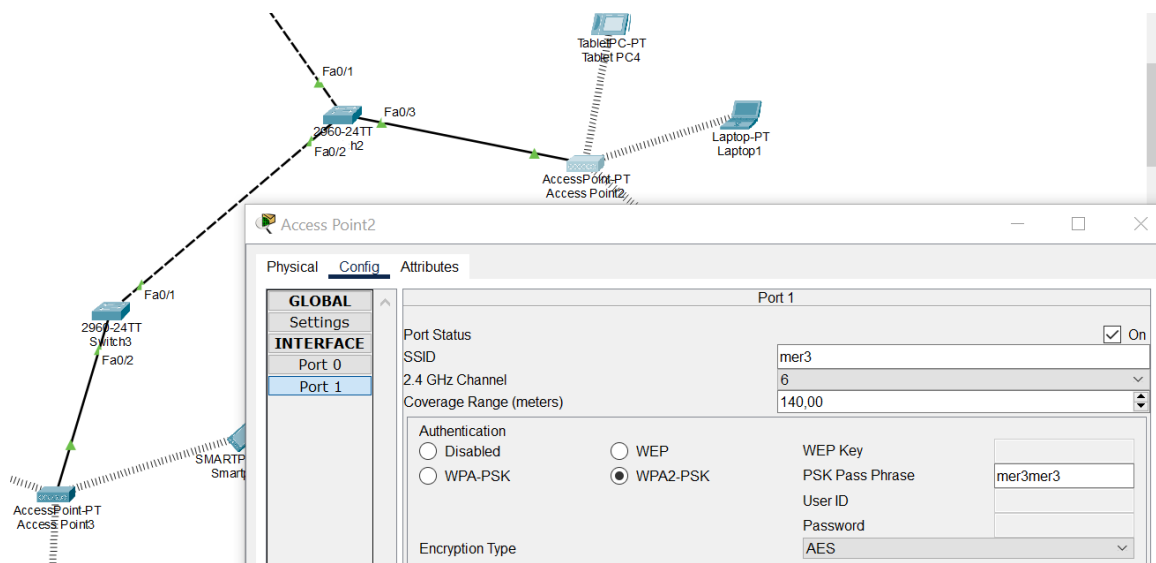 TabletPC-PT
Tablet PC4
Fa0/1
Fa0/3
2960-24TT
h2
Fa0/2
Laptop-PT
Laptop1
AccessPoint-PT
Access Point2
Fa0/1
2960-24TT
Switch3
Fa0/2
SMARTP
Smartp
AccessPoint-PT
Access Point3
Access Point2
Physical Config Attributes
GLOBAL
Settings
INTERFACE
Port 0
Port 1
Port 1
Port Status On
SSID mer3
2.4 GHz Channel 6
Coverage Range (meters) 140,00
Authentication
Disabled WEP WEP Key
WPA-PSK WPA2-PSK PSK Pass Phrase mer3mer3
User ID
Password
Encryption Type AES